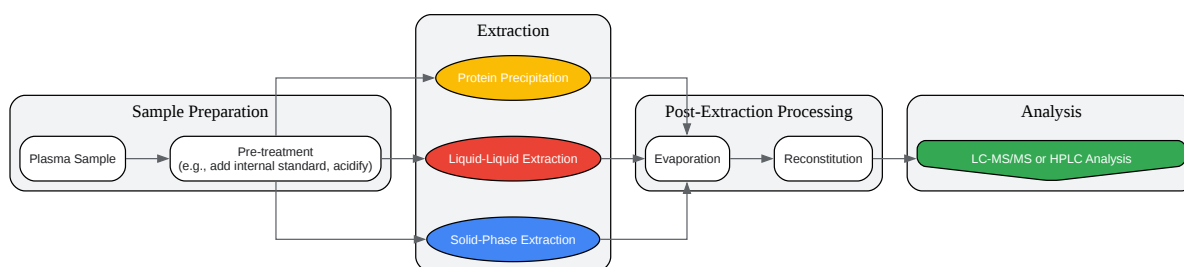 Sample Preparation
Plasma Sample
Pre-treatment
(e.g., add internal standard, acidify)
Extraction
Protein Precipitation
Liquid-Liquid Extraction
Solid-Phase Extraction
Post-Extraction Processing
Evaporation
Reconstitution
Analysis
LC-MS/MS or HPLC Analysis